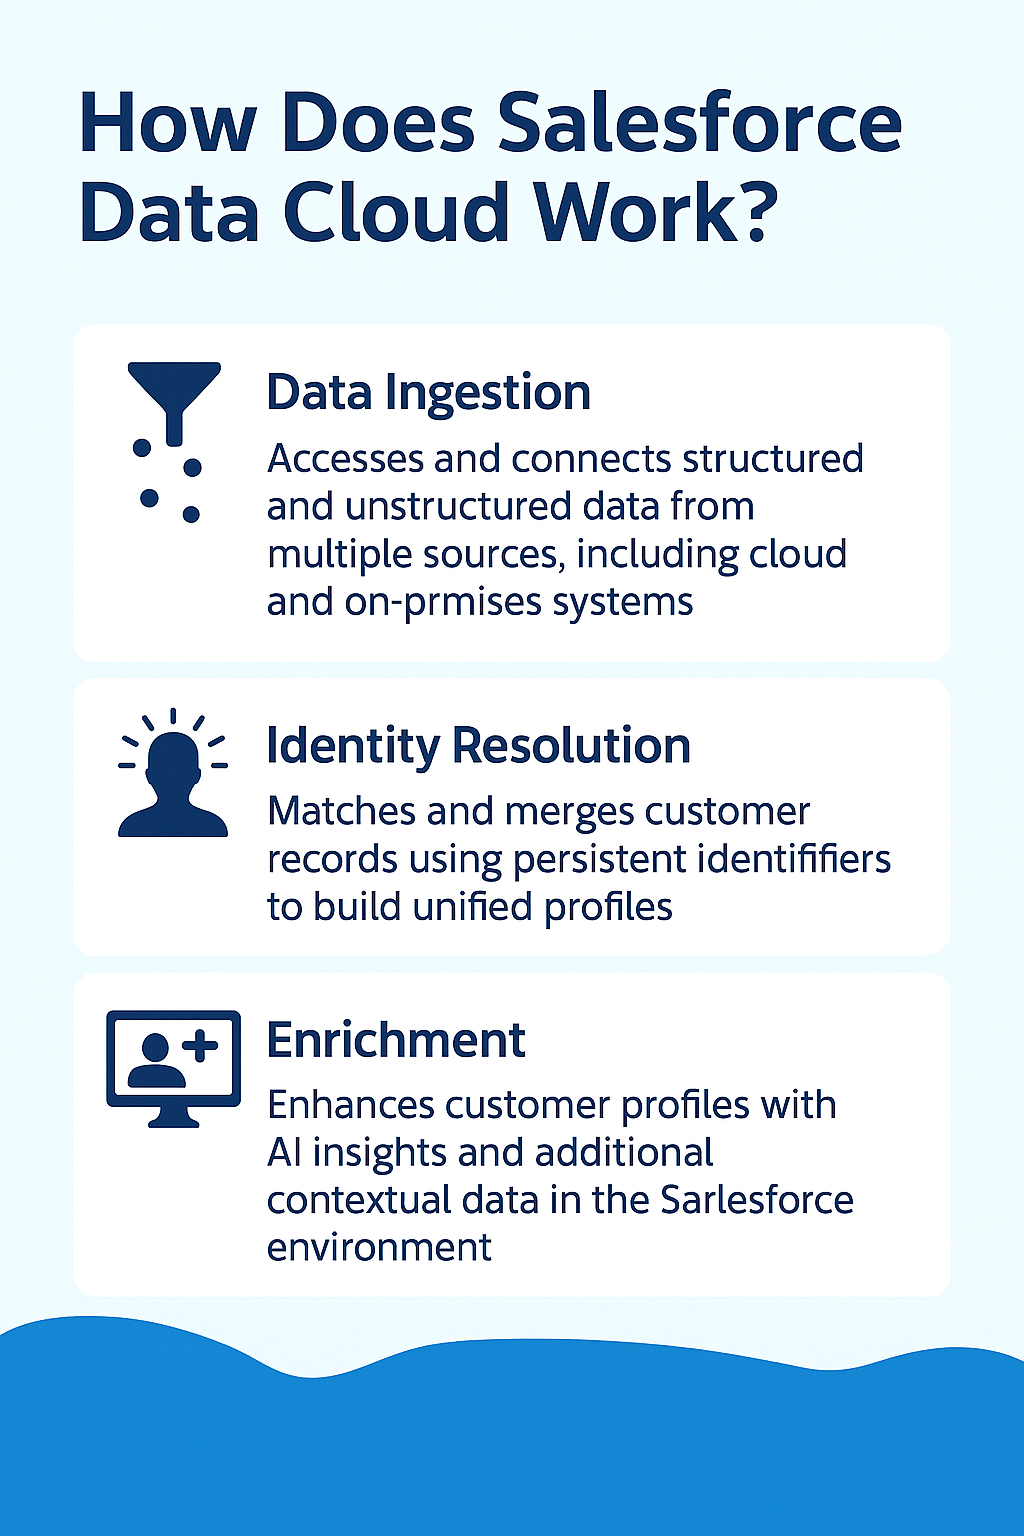 How Does Salesforce
Data Cloud Work?
Data Ingestion
Accesses and connects structured
and unstructured data from
multiple sources, including cloud
and on-prmises systems
Identity Resolution
Matches and merges customer
records using persistent identififiers
to build unified profiles
Enrichment
Enhances customer profiles with
AI insights and additional
contextual data in the Sarlesforce
environment